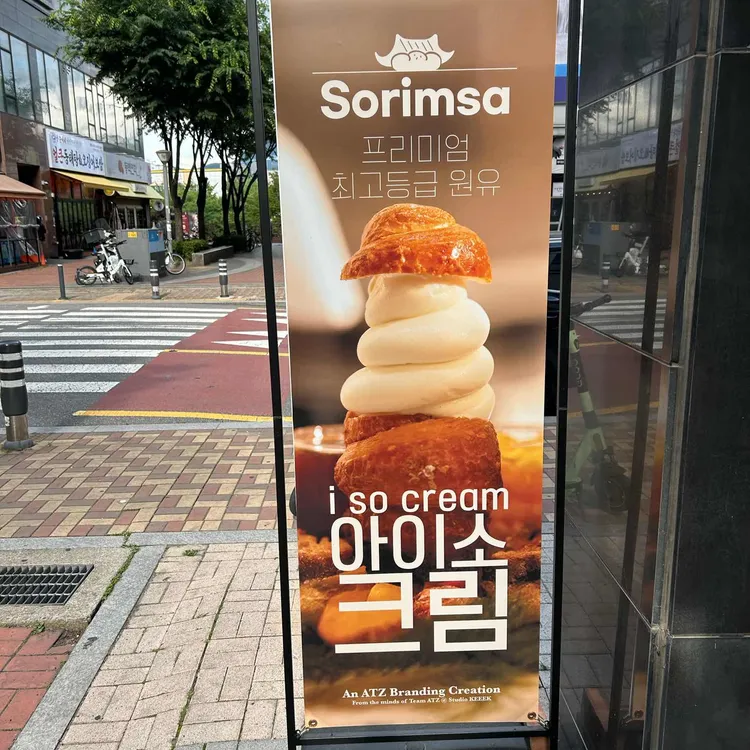 Sorimsa
프리미엄
최고등급 원유
i so cream
아이소
크림
An ATZ Branding Creation
From the minds of Team ATZ @ Studio KEEEK